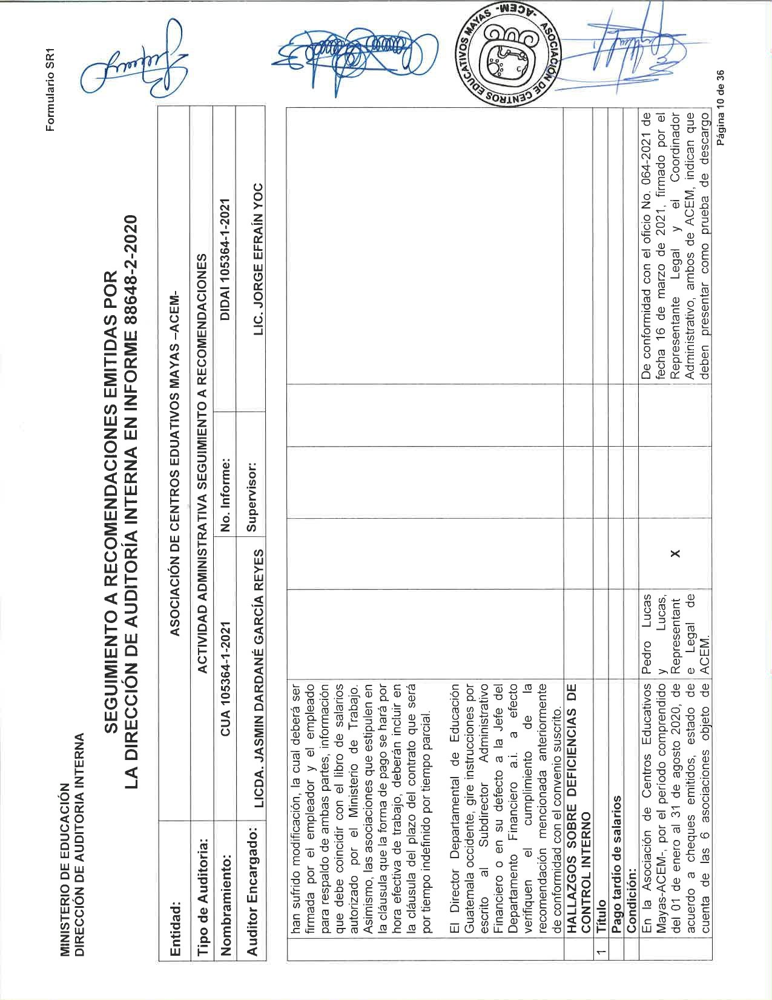 Formulario SR1
MINISTERIO DE EDUCACIÓN
DIRECCIÓN DE AUDITORIA INTERNA
SEGUIMIENTO A RECOMENDACIONES EMITIDAS POR
LA DIRECCIÓN DE AUDITORÍA INTERNA EN INFORME 88648-2-2020
Entidad: ASOCIACIÓN DE CENTROS EDUATIVOS MAYAS –ACEM-
Tipo de Auditoria: ACTIVIDAD ADMINISTRATIVA SEGUIMIENTO A RECOMENDACIONES
Nombramiento: CUA 105364-1-2021 No. Informe: DIDAI 105364-1-2021
Auditor Encargado: LICDA. JASMIN DARDANÉ GARCÍA REYES Supervisor: LIC. JORGE EFRAÍN YOC
han sufrido modificación, la cual deberá ser
firmada por el empleador y el empleado
para respaldo de ambas partes, información
que debe coincidir con el libro de salarios
autorizado por el Ministerio de Trabajo.
Asimismo, las asociaciones que estipulen en
la cláusula que la forma de pago se hará por
hora efectiva de trabajo, deberán incluir en
la cláusula del plazo del contrato que será
por tiempo indefinido por tiempo parcial.
El Director Departamental de Educación
Guatemala occidente, gire instrucciones por
escrito al Subdirector Administrativo
Financiero o en su defecto a la Jefe del
Departamento Financiero a.i. a efecto
verifiquen el cumplimiento de la
recomendación mencionada anteriormente
de conformidad con el convenio suscrito.
HALLAZGOS SOBRE DEFICIENCIAS DE
CONTROL INTERNO
1 Título
Pago tardío de salarios
Condición:
En la Asociación de Centros Educativos
Mayas-ACEM-, por el período comprendido
del 01 de enero al 31 de agosto 2020, de
acuerdo a cheques emitidos, estado de
cuenta de las 6 asociaciones objeto de
Pedro Lucas
y Lucas,
Representant
e Legal de
ACEM.
X
De conformidad con el oficio No. 064-2021 de
fecha 16 de marzo de 2021, firmado por el
Representante Legal y el Coordinador
Administrativo, ambos de ACEM, indican que
deben presentar como prueba de descargo
ASOCIACIÓN DE CENTROS EDUCATIVOS MAYAS -ACEM-
Página 10 de 36